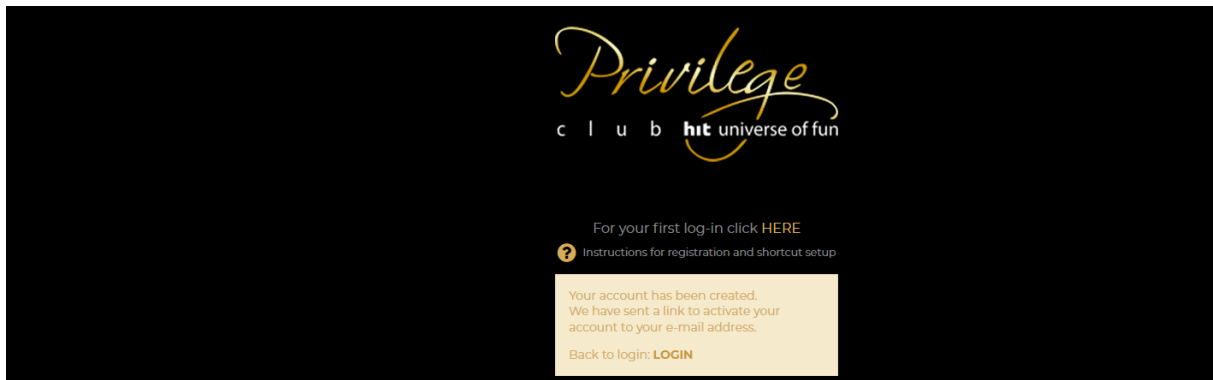 Privilege
club hit universe of fun
For your first log-in click HERE
? Instructions for registration and shortcut setup
Your account has been created.
We have sent a link to activate your
account to your e-mail address.
Back to login: LOGIN